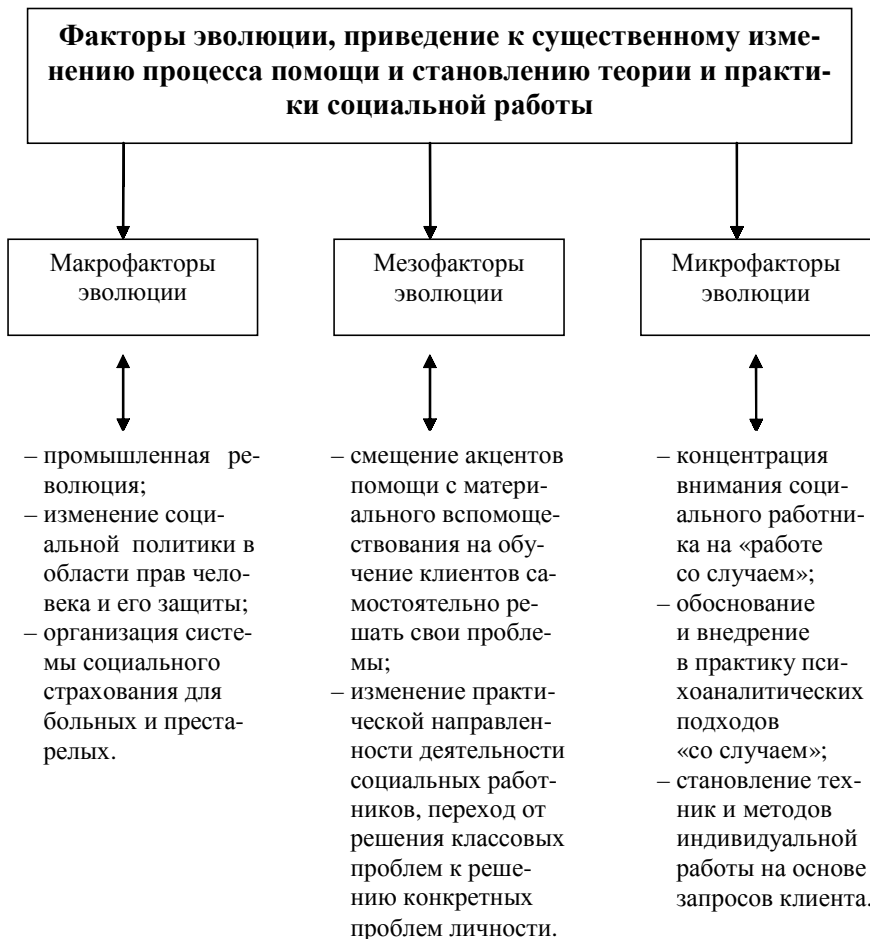 Факторы эволюции, приведение к существенному изме-
нению процесса помощи и становлению теории и практи-
ки социальной работы
Макрофакторы
эволюции
Мезофакторы
эволюции
Микрофакторы
эволюции
– промышленная ре-
волюция;
– изменение соци-
альной политики в
области прав чело-
века и его защиты;
– организация систе-
мы социального
страхования для
больных и преста-
релых.
– смещение акцентов
помощи с матери-
ального вспомоще-
ствования на обу-
чение клиентов са-
мостоятельно ре-
шать свои пробле-
мы;
– изменение практи-
ческой направлен-
ности деятельности
социальных работ-
ников, переход от
решения классовых
проблем к реше-
нию конкретных
проблем личности.
– концентрация
внимания соци-
ального работни-
ка на «работе
со случаем»;
– обоснование
и внедрение
в практику пси-
хоаналитических
подходов
«со случаем»;
– становление тех-
ник и методов
индивидуальной
работы на основе
запросов клиента.